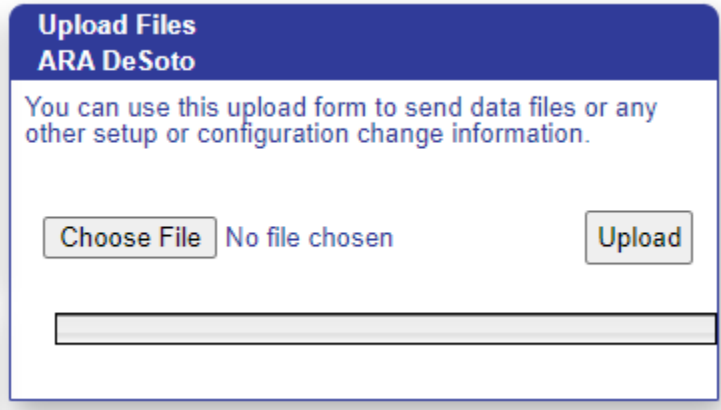 Upload Files
ARA DeSoto
You can use this upload form to send data files or any
other setup or configuration change information.
Choose File No file chosen Upload